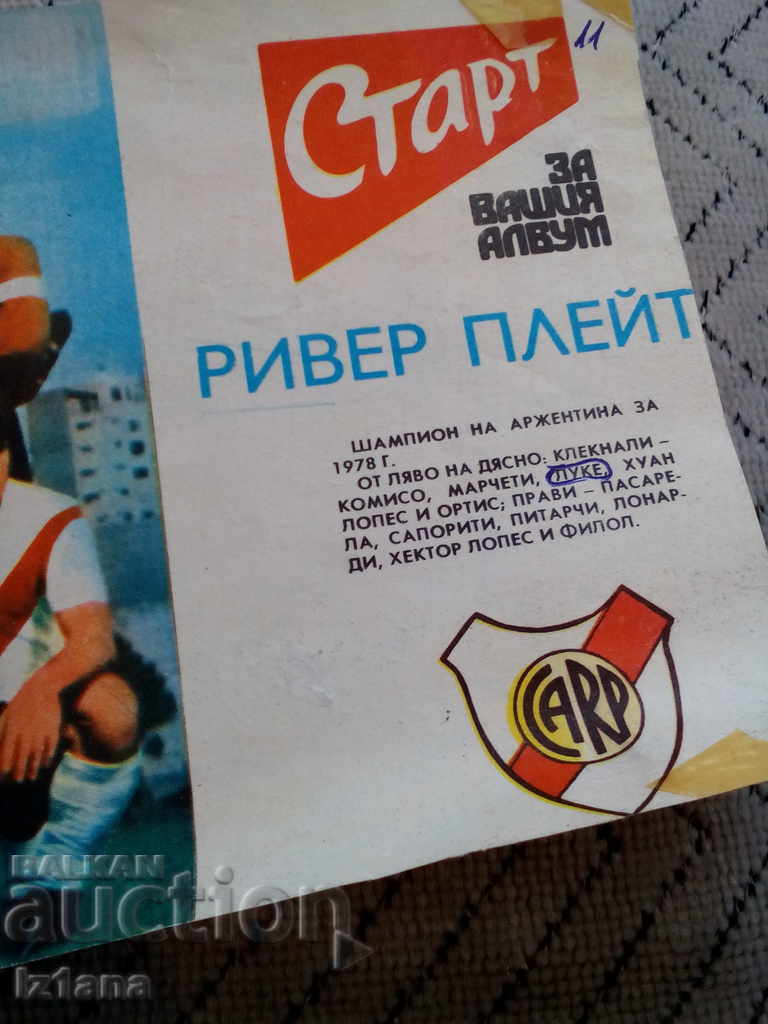 Старт
11
ЗА
ВАШИЯ
АЛБУМ
РИВЕР ПЛЕЙТ
ШАМПИОН НА АРЖЕНТИНА ЗА
1978 Г.
ОТ ЛЯВО НА ДЯСНО: КЛЕКНАЛИ –
КОМИСО, МАРЧЕТИ, ЛУКЕ, ХУАН
ЛОПЕС И ОРТИС; ПРАВИ – ПАСАРЕ-
ЛА, САПОРИТИ, ПИТАРЧИ, ЛОНАР-
ДИ, ХЕКТОР ЛОПЕС И ФИЛОЛ.
CARP
BALKAN
auction
Iz1ana